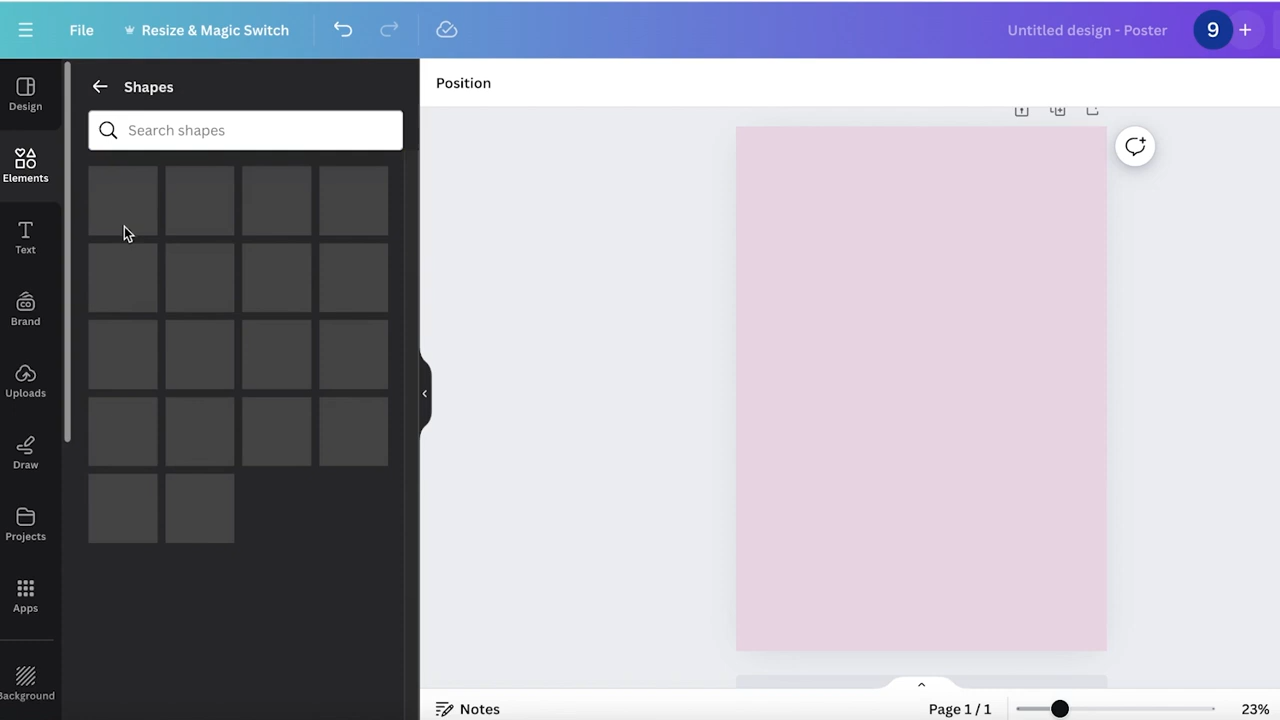 File
Resize & Magic Switch
Untitled design - Poster
9
Design
Elements
Text
Brand
Uploads
Draw
Projects
Apps
Background
Shapes
Search shapes
Position
Notes
Page 1 / 1
23%